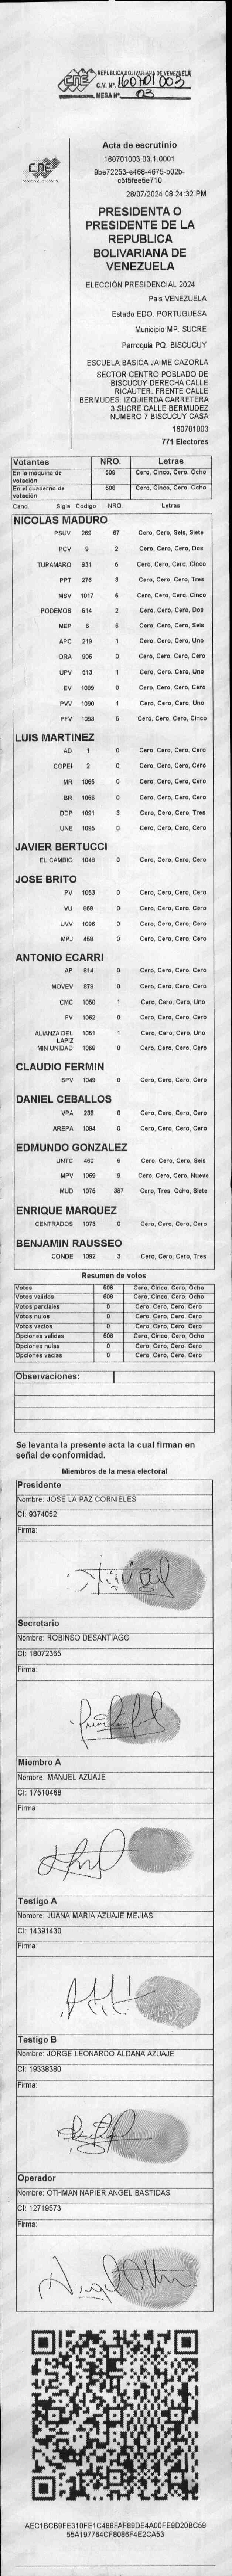 REPUBLICA BOLIVARIANA DE VENEZUELA
CNE
C.V. Nº. 160701003
MESA Nº. 03
CNE
Acta de escrutinio
160701003.03.1.0001
9be72253-e468-4675-b02b-
c5f5fee5e710
28/07/2024 08:24:32 PM
PRESIDENTA O
PRESIDENTE DE LA
REPUBLICA
BOLIVARIANA DE
VENEZUELA
ELECCIÓN PRESIDENCIAL 2024
Pais VENEZUELA
Estado EDO. PORTUGUESA
Municipio MP. SUCRE
Parroquia PQ. BISCUCUY
ESCUELA BASICA JAIME CAZORLA
SECTOR CENTRO POBLADO DE
BISCUCUY DERECHA CALLE
RICAUTER. FRENTE CALLE
BERMUDES. IZQUIERDA CARRETERA
3 SUCRE CALLE BERMUDEZ
NUMERO 7 BISCUCUY CASA
160701003
771 Electores
Votantes NRO. Letras
En la máquina de votación 508 Cero, Cinco, Cero, Ocho
En el cuaderno de votación 508 Cero, Cinco, Cero, Ocho
Cand. Sigla Codigo NRO. Letras
NICOLAS MADURO
PSUV 269 67 Cero, Cero, Seis, Siete
PCV 9 2 Cero, Cero, Cero, Dos
TUPAMARO 931 5 Cero, Cero, Cero, Cinco
PPT 276 3 Cero, Cero, Cero, Tres
MSV 1017 5 Cero, Cero, Cero, Cinco
PODEMOS 514 2 Cero, Cero, Cero, Dos
MEP 6 6 Cero, Cero, Cero, Seis
APC 219 1 Cero, Cero, Cero, Uno
ORA 905 0 Cero, Cero, Cero, Cero
UPV 513 1 Cero, Cero, Cero, Uno
EV 1089 0 Cero, Cero, Cero, Cero
PVV 1090 1 Cero, Cero, Cero, Uno
PFV 1093 5 Cero, Cero, Cero, Cinco
LUIS MARTINEZ
AD 1 0 Cero, Cero, Cero, Cero
COPEI 2 0 Cero, Cero, Cero, Cero
MR 1065 0 Cero, Cero, Cero, Cero
BR 1066 0 Cero, Cero, Cero, Cero
DDP 1091 3 Cero, Cero, Cero, Tres
UNE 1095 0 Cero, Cero, Cero, Cero
JAVIER BERTUCCI
EL CAMBIO 1048 0 Cero, Cero, Cero, Cero
JOSE BRITO
PV 1053 0 Cero, Cero, Cero, Cero
VU 868 0 Cero, Cero, Cero, Cero
UVV 1096 0 Cero, Cero, Cero, Cero
MPJ 459 0 Cero, Cero, Cero, Cero
ANTONIO ECARRI
AP 814 0 Cero, Cero, Cero, Cero
MOVEV 878 0 Cero, Cero, Cero, Cero
CMC 1050 1 Cero, Cero, Cero, Uno
FV 1062 0 Cero, Cero, Cero, Cero
ALIANZA DEL LAPIZ 1051 1 Cero, Cero, Cero, Uno
MIN UNIDAD 1069 0 Cero, Cero, Cero, Cero
CLAUDIO FERMIN
SPV 1049 0 Cero, Cero, Cero, Cero
DANIEL CEBALLOS
VPA 236 0 Cero, Cero, Cero, Cero
AREPA 1094 0 Cero, Cero, Cero, Cero
EDMUNDO GONZALEZ
UNTC 460 6 Cero, Cero, Cero, Seis
MPV 1069 9 Cero, Cero, Cero, Nueve
MUD 1075 387 Cero, Tres, Ocho, Siete
ENRIQUE MARQUEZ
CENTRADOS 1073 0 Cero, Cero, Cero, Cero
BENJAMIN RAUSSEO
CONDE 1092 3 Cero, Cero, Cero, Tres
Resumen de votos
Votos 508 Cero, Cinco, Cero, Ocho
Votos validos 508 Cero, Cinco, Cero, Ocho
Votos parciales 0 Cero, Cero, Cero, Cero
Votos nulos 0 Cero, Cero, Cero, Cero
Votos vacios 0 Cero, Cero, Cero, Cero
Opciones validas 508 Cero, Cinco, Cero, Ocho
Opciones nulas 0 Cero, Cero, Cero, Cero
Opciones vacias 0 Cero, Cero, Cero, Cero
Observaciones:
Se levanta la presente acta la cual firman en
señal de conformidad.
Miembros de la mesa electoral
Presidente
Nombre: JOSE LA PAZ CORNIELES
CI: 9374052
Firma:
Secretario
Nombre: ROBINSO DESANTIAGO
CI: 18072365
Firma:
Miembro A
Nombre: MANUEL AZUAJE
CI: 17510468
Firma:
Testigo A
Nombre: JUANA MARIA AZUAJE MEJIAS
CI: 14391430
Firma:
Testigo B
Nombre: JORGE LEONARDO ALDANA AZUAJE
CI: 19338380
Firma:
Operador
Nombre: OTHMAN NAPIER ANGEL BASTIDAS
CI: 12719573
Firma:
AEC1BCB9FE310FE1C48BFAF89DE4A00FE9D20BC59
55A197764CF8086F4E2CA53